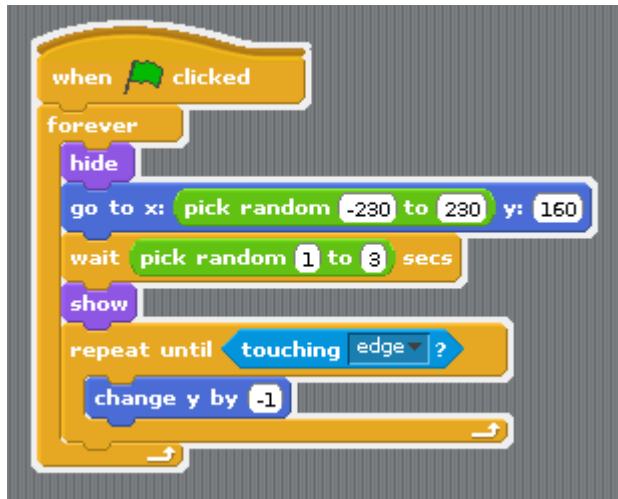 when clicked
forever
hide
go to x: pick random -230 to 230 y: 160
wait pick random 1 to 3 secs
show
repeat until touching edge ?
change y by -1